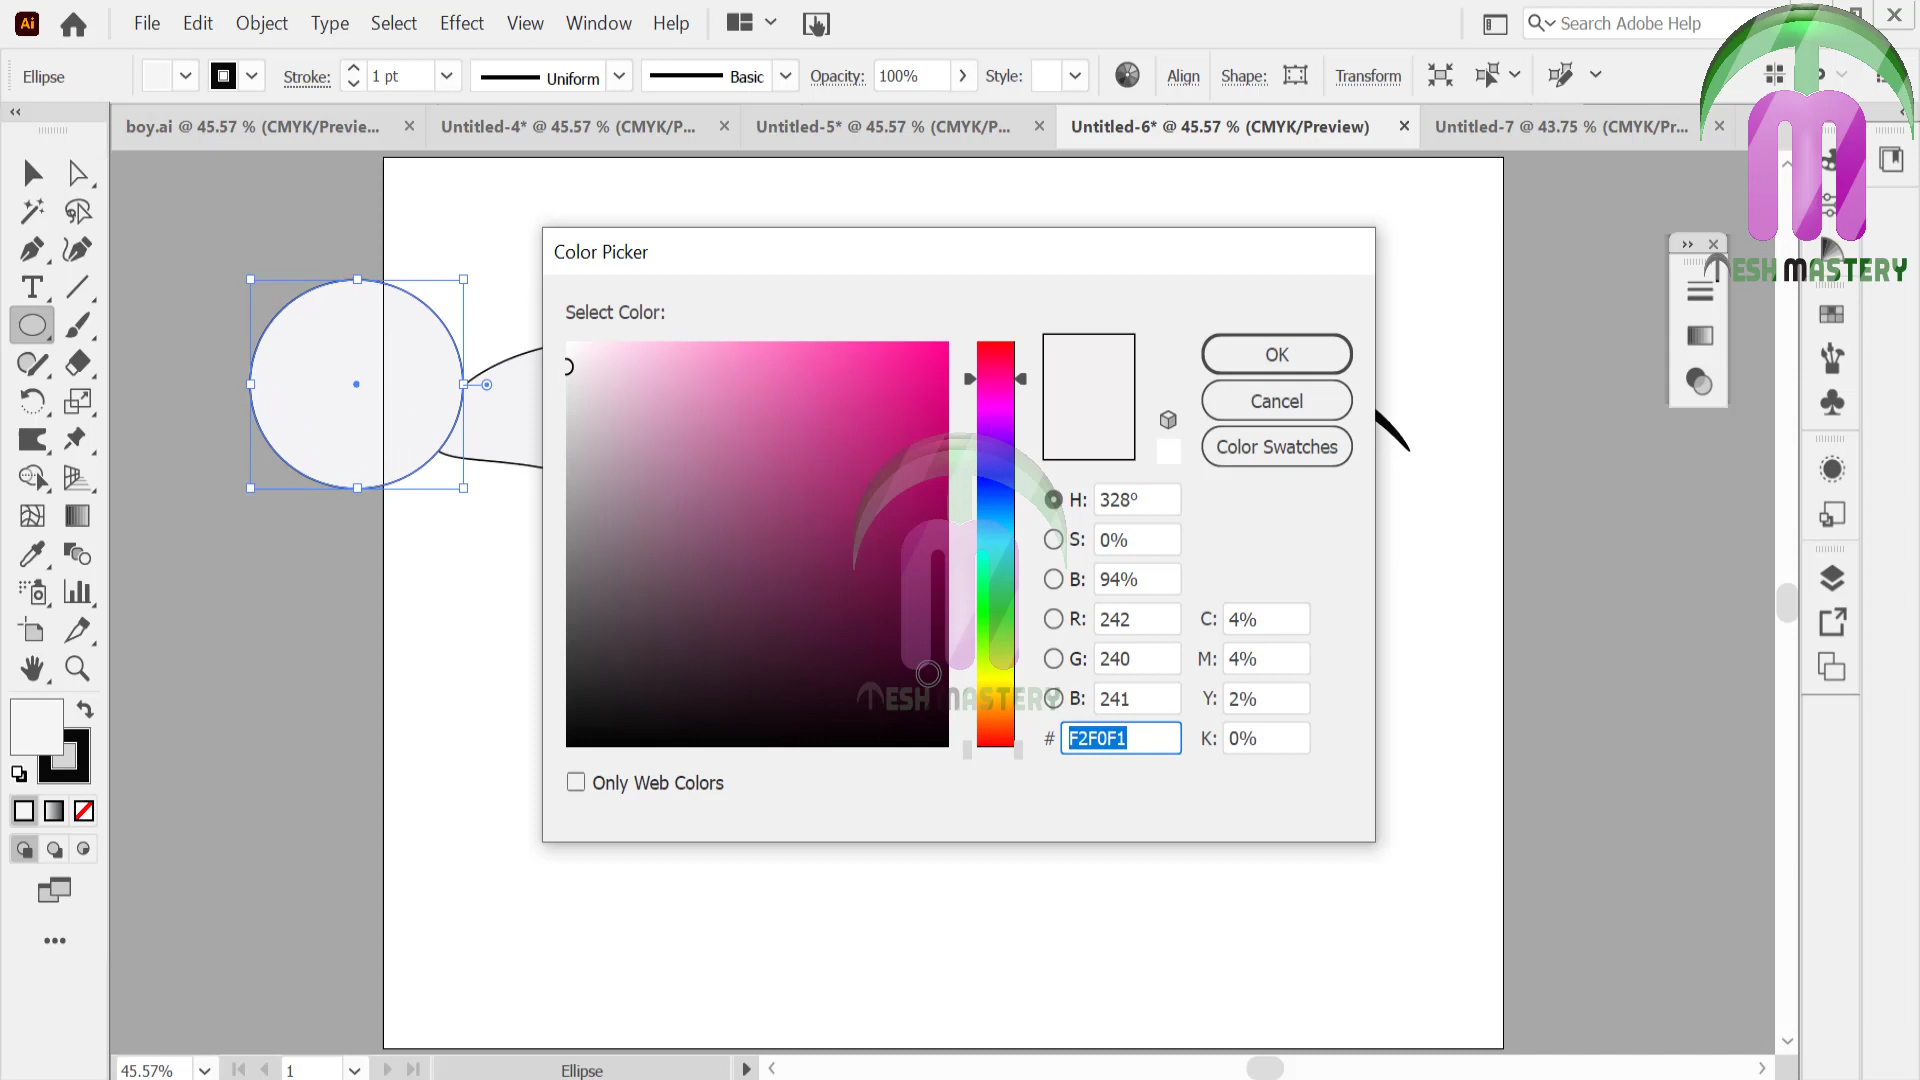 Ai File Edit Object Type Select Effect View Window Help Search Adobe Help
Ellipse Stroke: 1 pt Uniform Basic Opacity: 100% Style: Align Shape: Transform
boy.ai @ 45.57 % (CMYK/Previe... Untitled-4* @ 45.57 % (CMYK/P... Untitled-5* @ 45.57 % (CMYK/P... Untitled-6* @ 45.57 % (CMYK/Preview) Untitled-7 @ 43.75 % (CMYK/Pr...
TESH MASTERY
Color Picker
Select Color:
OK
Cancel
Color Swatches
H: 328°
S: 0%
B: 94%
R: 242 C: 4%
G: 240 M: 4%
B: 241 Y: 2%
# F2F0F1 K: 0%
TESH MASTERY
Only Web Colors
45.57% 1 Ellipse